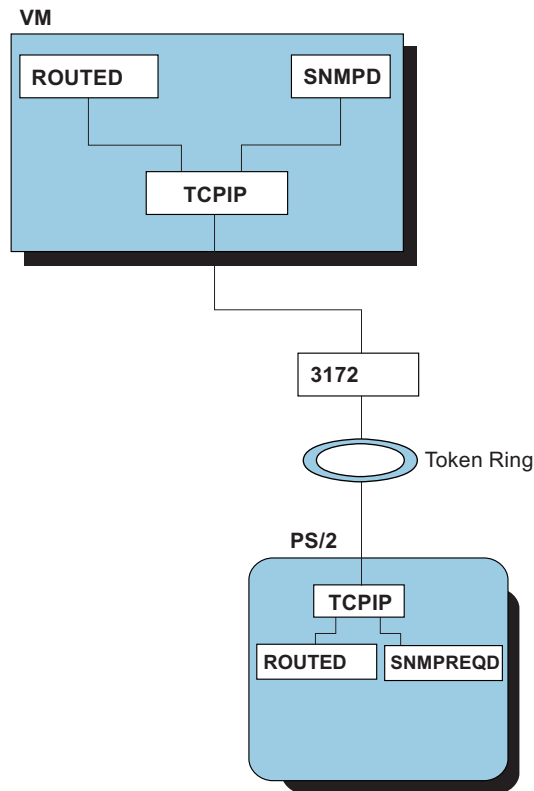 VM
ROUTED
SNMPD
TCPIP
3172
Token Ring
PS/2
TCPIP
ROUTED
SNMPREQD